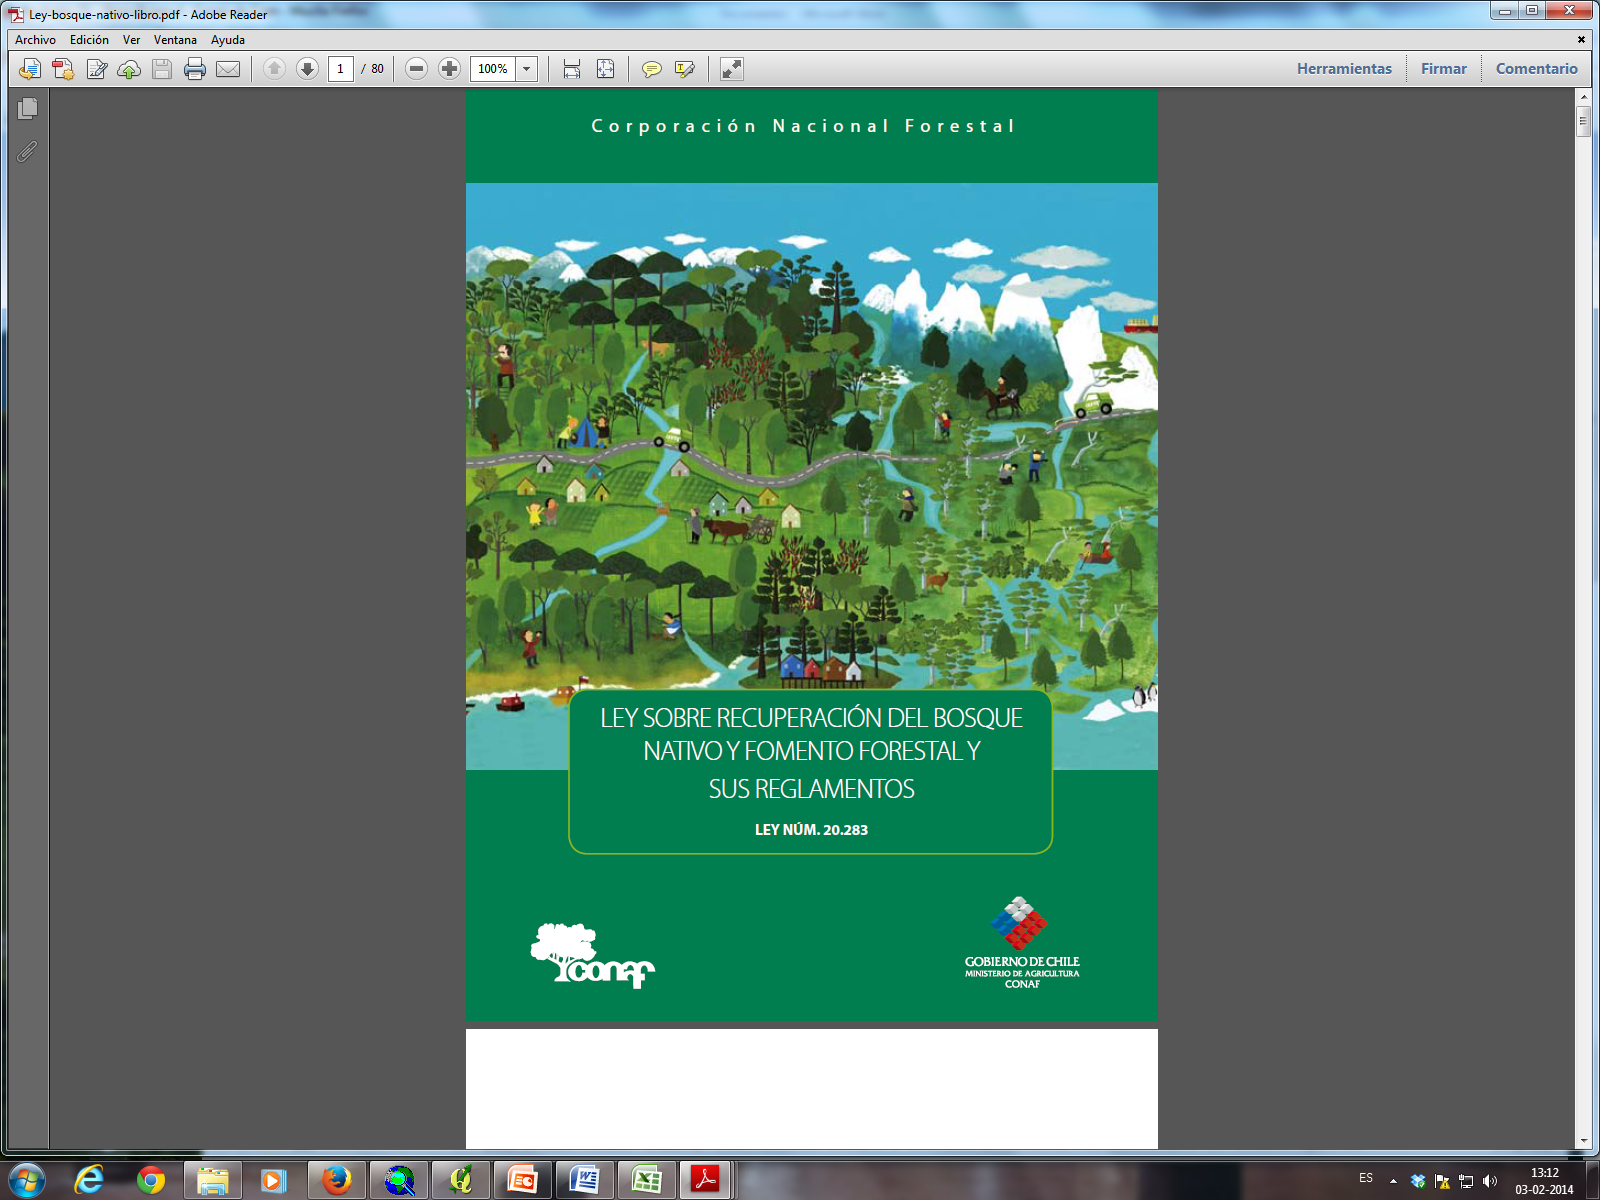 Ley-bosque-nativo-libro.pdf - Adobe Reader
Archivo Edición Ver Ventana Ayuda
1 / 80 100% Herramientas Firmar Comentario
Corporación Nacional Forestal
LEY SOBRE RECUPERACIÓN DEL BOSQUE
NATIVO Y FOMENTO FORESTAL Y
SUS REGLAMENTOS
LEY NÚM. 20.283
conaf
GOBIERNO DE CHILE
MINISTERIO DE AGRICULTURA
CONAF
ES
13:12
03-02-2014